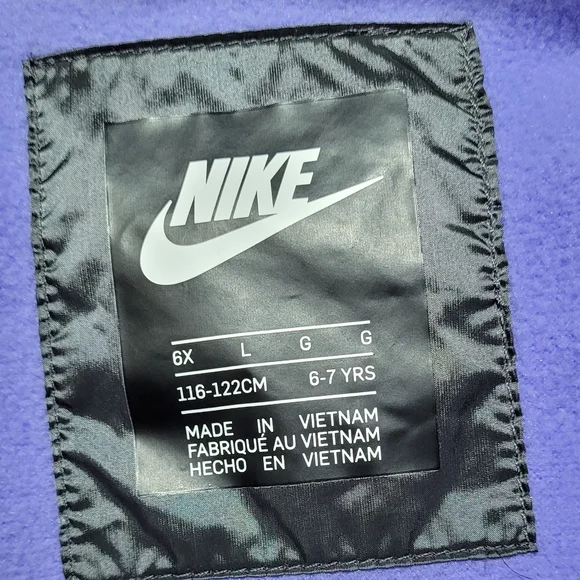 NIKE
6X L G G
116-122CM 6-7 YRS
MADE IN VIETNAM
FABRIQUÉ AU VIETNAM
HECHO EN VIETNAM